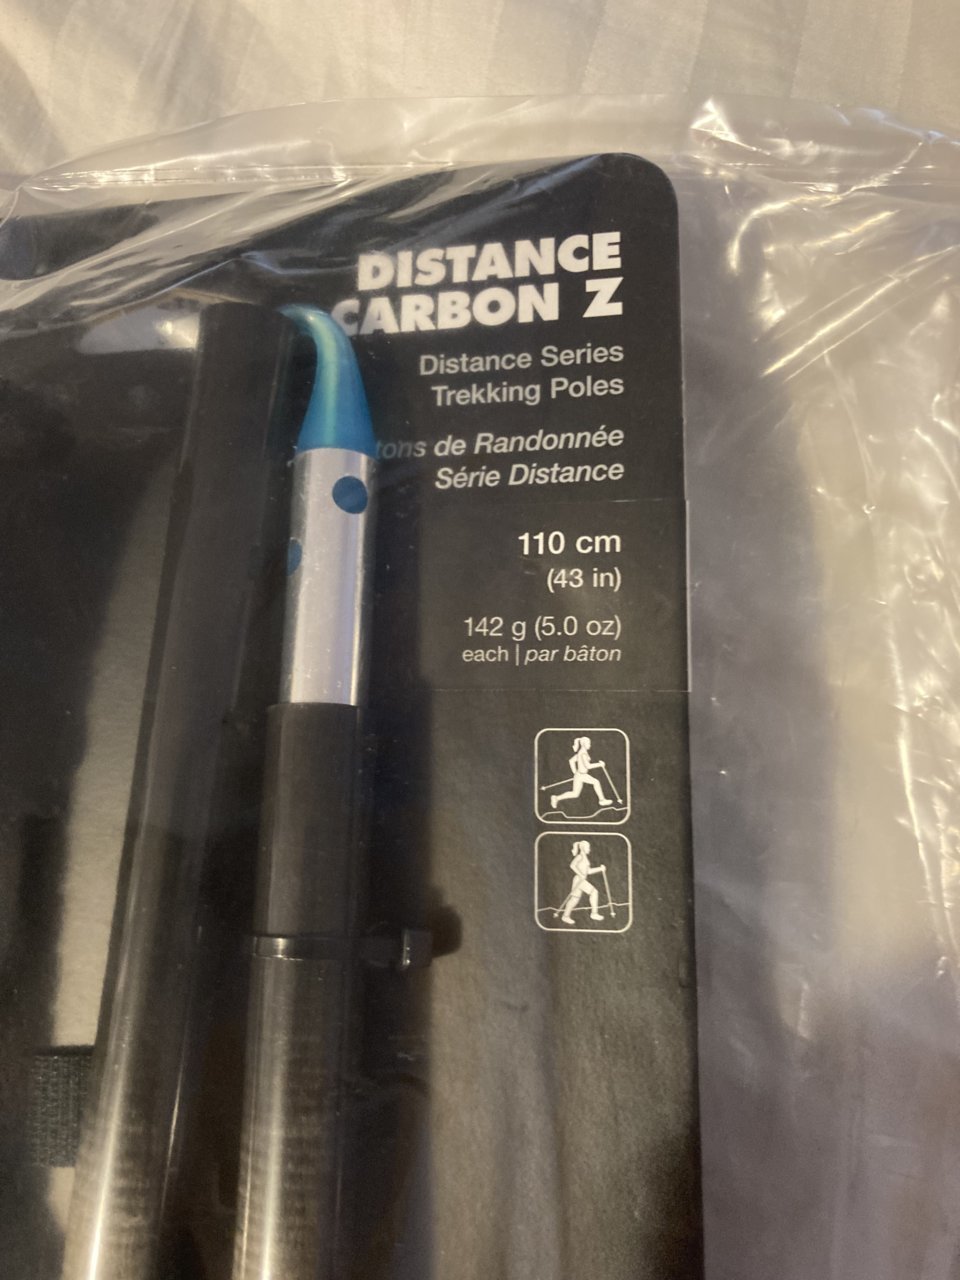 DISTANCE
CARBON Z
Distance Series
Trekking Poles
de Randonnée
Série Distance
110 cm
(43 in)
142 g (5.0 oz)
each | par bâton